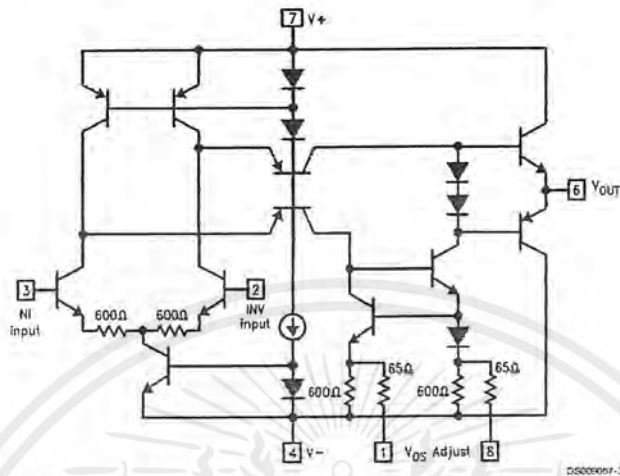 7 V+
6 VOUT
3 2
NI INV
input input
600Ω 600Ω
600Ω 65Ω 600Ω 65Ω
4 V- 1 VOS Adjust 8
DS009057-